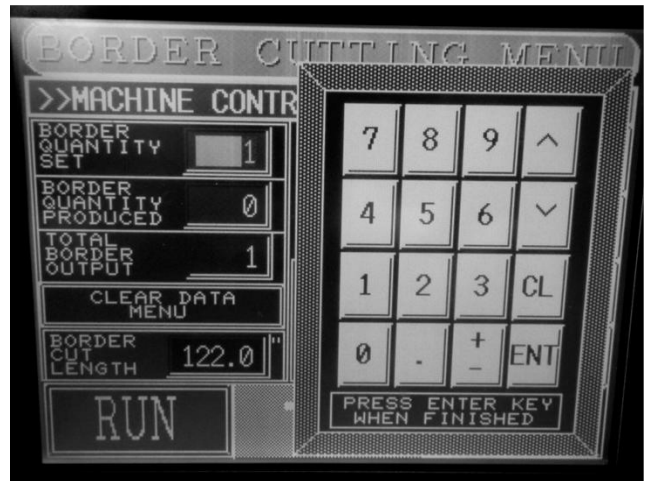 BORDER CUTTING MENU
>>MACHINE CONTR
BORDER
QUANTITY
SET
1
BORDER
QUANTITY
PRODUCED
0
TOTAL
BORDER
OUTPUT
1
CLEAR DATA
MENU
BORDER
CUT
LENGTH
122.0"
RUN
7 8 9 ^
4 5 6 v
1 2 3 CL
0 . +- ENT
PRESS ENTER KEY
WHEN FINISHED